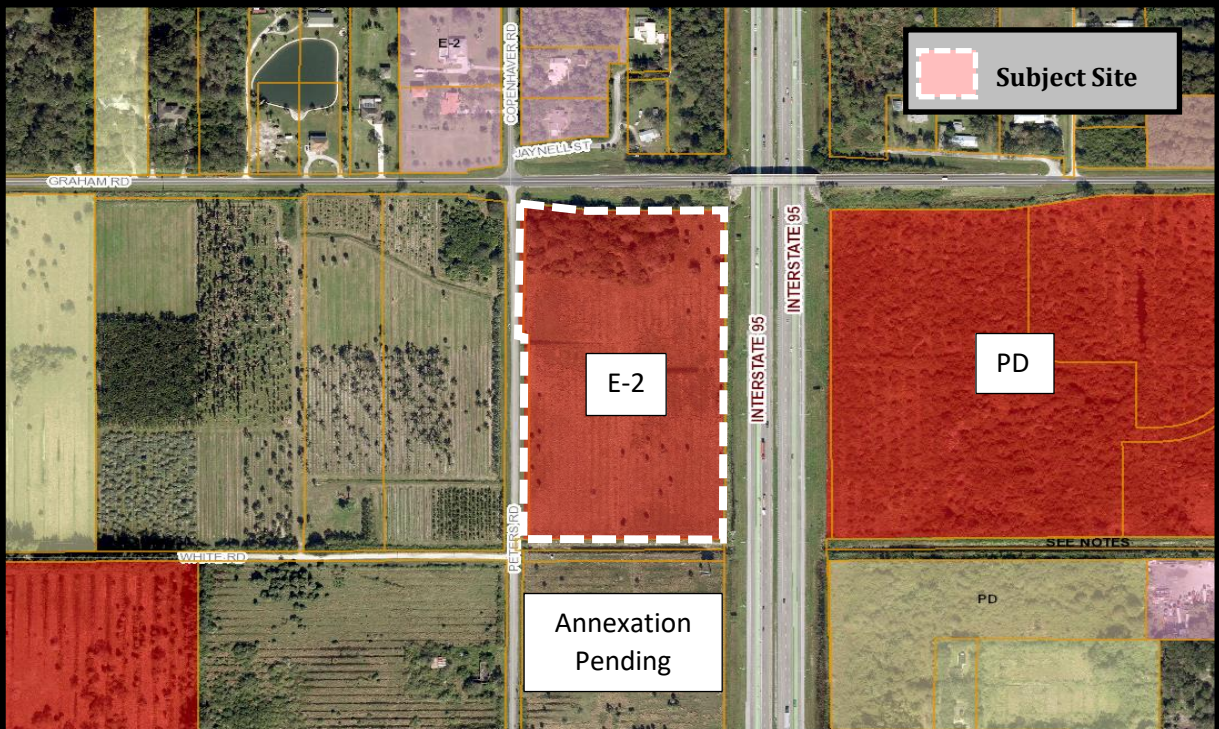 E-2
COPENHAVER RD
Subject Site
JAYNELL ST
GRAHAM RD
INTERSTATE 95
INTERSTATE 95
E-2
PD
PETERS RD
SEE NOTES
WHITE RD
PD
Annexation
Pending